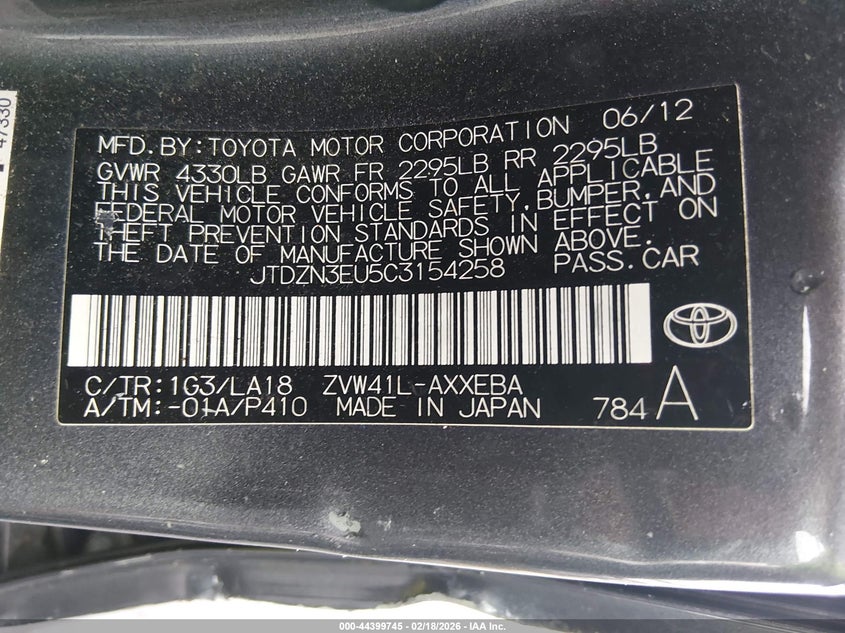 47330
MFD.BY:TOYOTA MOTOR CORPORATION 06/12
GVWR 4330LB GAWR FR 2295LB RR 2295LB
THIS VEHICLE CONFORMS TO ALL APPLICABLE
FEDERAL MOTOR VEHICLE SAFETY,BUMPER,AND
THEFT PREVENTION STANDARDS IN EFFECT ON
THE DATE OF MANUFACTURE SHOWN ABOVE.
JTDZN3EU5C3154258 PASS.CAR
C/TR:1G3/LA18 ZVW41L-AXXEBA
A/TM:-01A/P410 MADE IN JAPAN 784 A
000-44399745 - 02/18/2026 - IAA Inc.